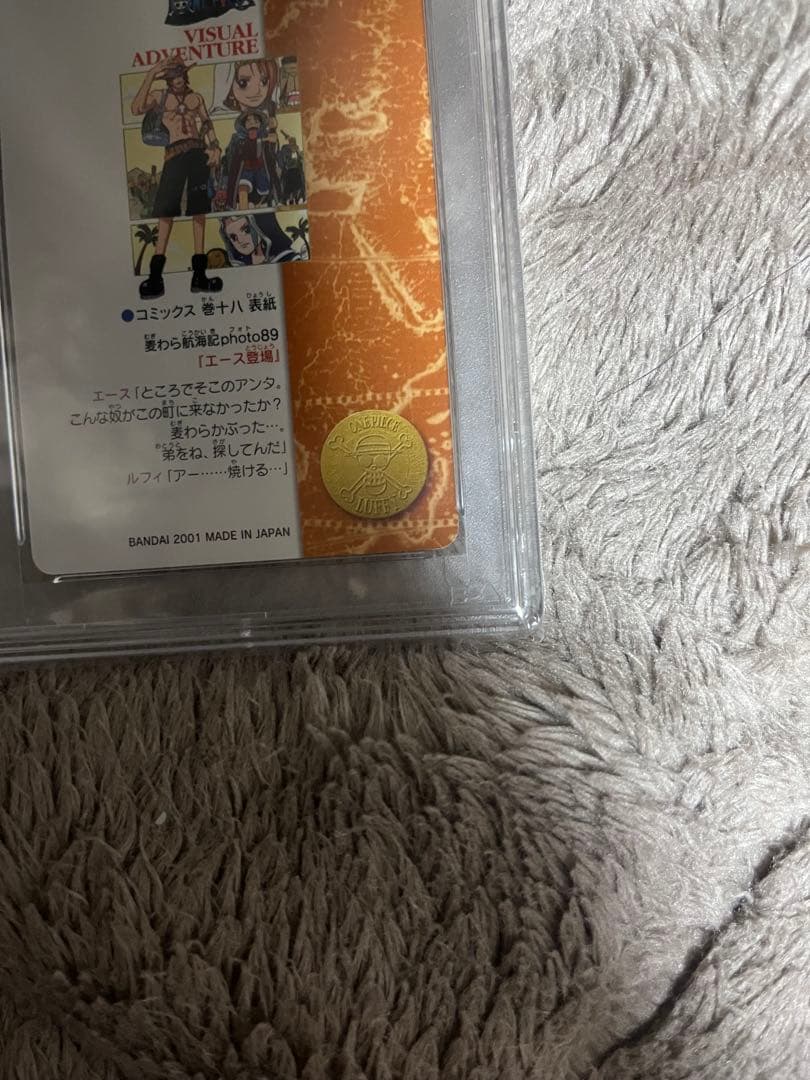 VISUAL
ADVENTURE
●コミックス 巻十八 表紙
麦わら航海記photo89
「エース登場」
エース「ところでそこのアンタ。
こんな奴がこの町に来なかったか?
麦わらかぶった…。
弟をね、探してんだ」
ルフィ「アー……焼ける…」
ONE PIECE
LUFFY
BANDAI 2001 MADE IN JAPAN